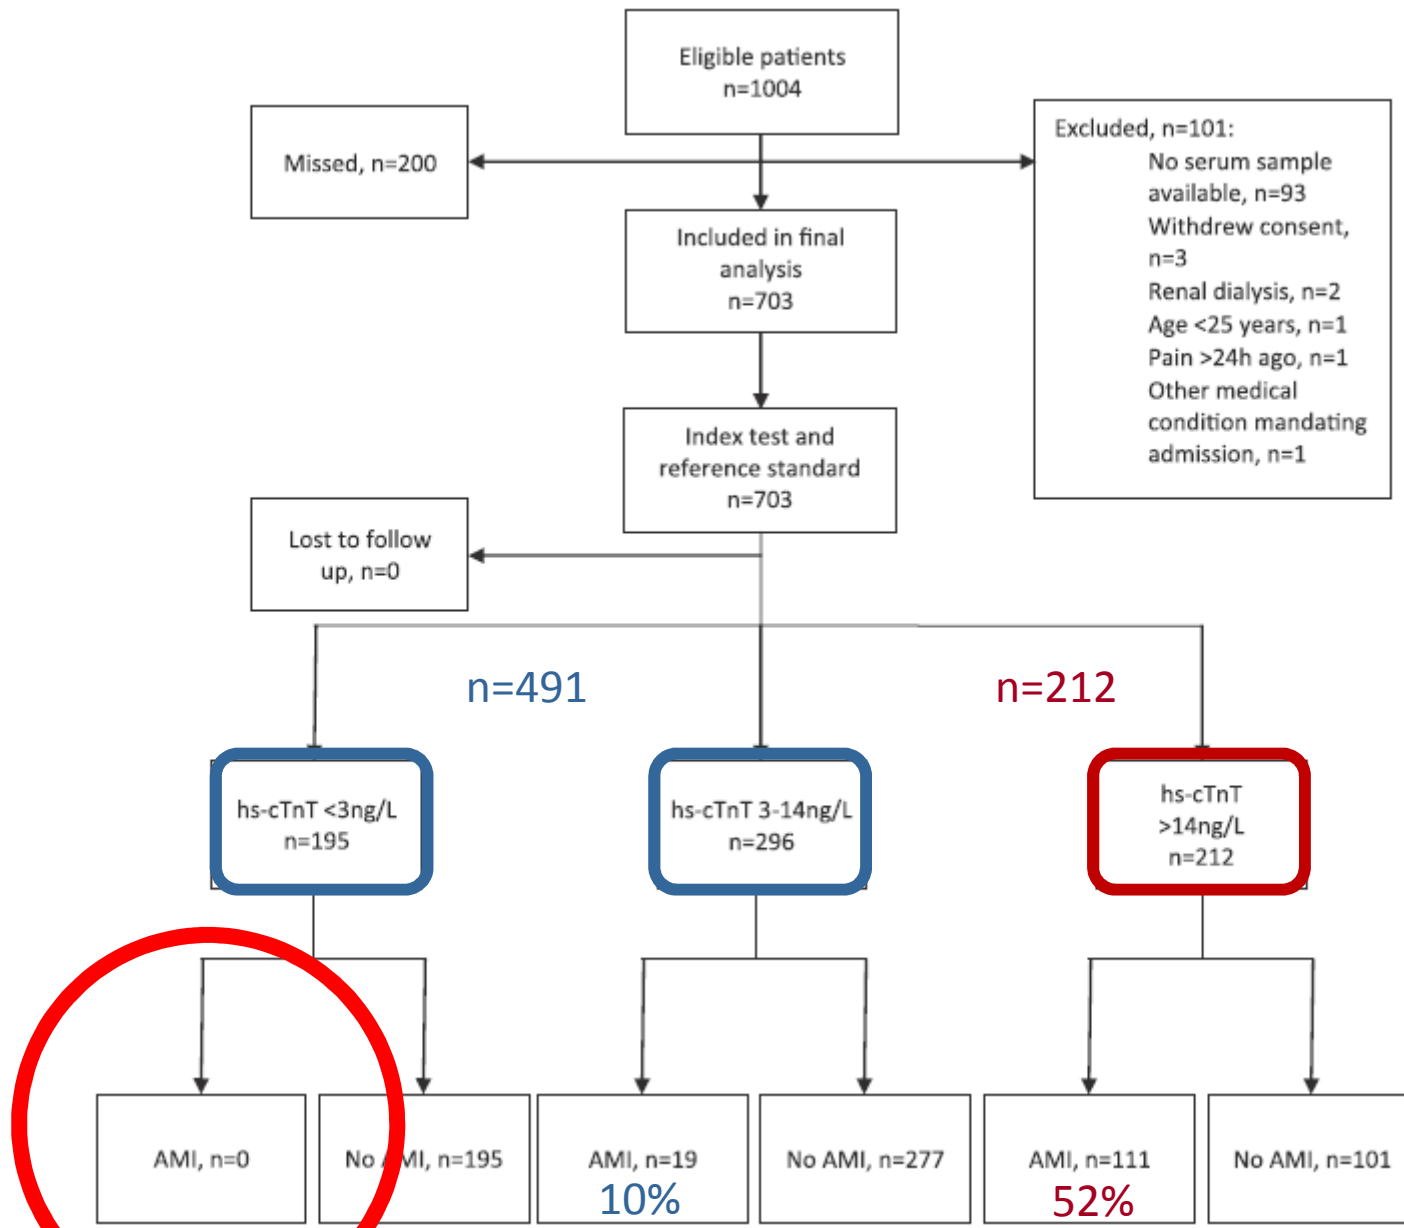 Eligible patients
n=1004
Missed, n=200
Excluded, n=101:
No serum sample
available, n=93
Withdrew consent,
n=3
Renal dialysis, n=2
Age <25 years, n=1
Pain >24h ago, n=1
Other medical
condition mandating
admission, n=1
Included in final
analysis
n=703
Index test and
reference standard
n=703
Lost to follow
up, n=0
n=491
n=212
hs-cTnT <3ng/L
n=195
hs-cTnT 3-14ng/L
n=296
hs-cTnT
>14ng/L
n=212
AMI, n=0
No AMI, n=195
AMI, n=19
10%
No AMI, n=277
AMI, n=111
52%
No AMI, n=101